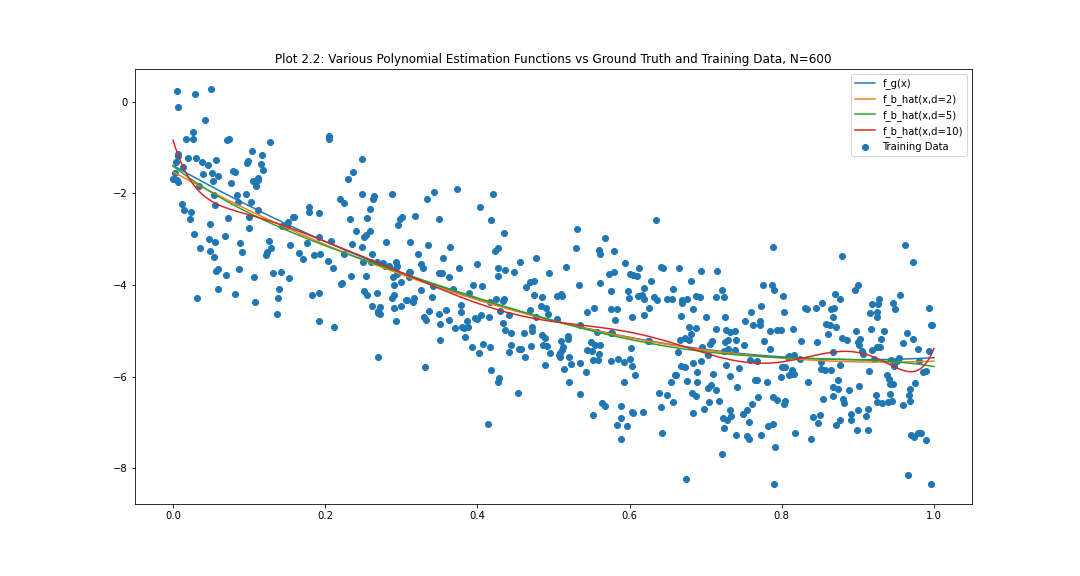 Plot 2.2: Various Polynomial Estimation Functions vs Ground Truth and Training Data, N=600
f_g(x)
f_b_hat(x,d=2)
f_b_hat(x,d=5)
f_b_hat(x,d=10)
Training Data
0
−2
−4
−6
−8
0.0 0.2 0.4 0.6 0.8 1.0